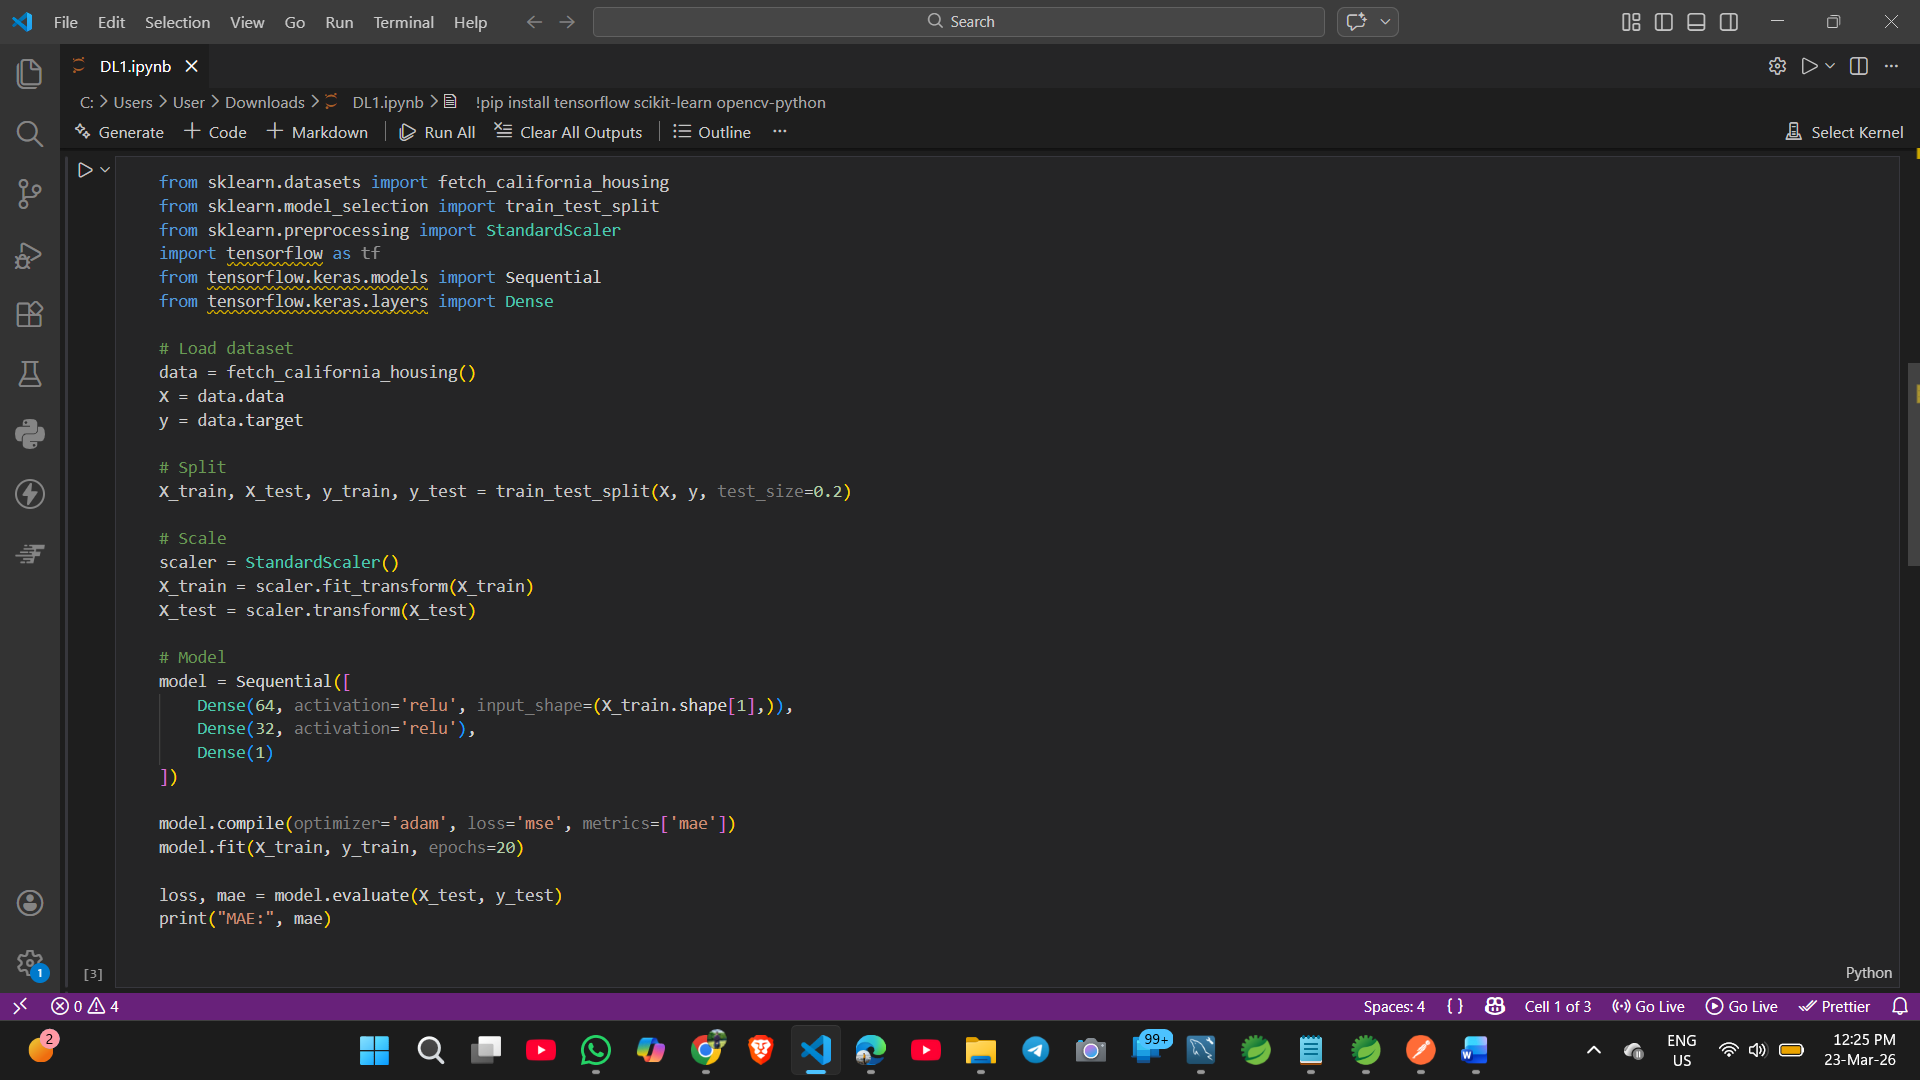 File Edit Selection View Go Run Terminal Help
Search
DL1.ipynb
C: > Users > User > Downloads > DL1.ipynb > !pip install tensorflow scikit-learn opencv-python
Generate + Code + Markdown Run All Clear All Outputs Outline ...
Select Kernel
from sklearn.datasets import fetch_california_housing
from sklearn.model_selection import train_test_split
from sklearn.preprocessing import StandardScaler
import tensorflow as tf
from tensorflow.keras.models import Sequential
from tensorflow.keras.layers import Dense
# Load dataset
data = fetch_california_housing()
X = data.data
y = data.target
# Split
X_train, X_test, y_train, y_test = train_test_split(X, y, test_size=0.2)
# Scale
scaler = StandardScaler()
X_train = scaler.fit_transform(X_train)
X_test = scaler.transform(X_test)
# Model
model = Sequential([
    Dense(64, activation='relu', input_shape=(X_train.shape[1],)),
    Dense(32, activation='relu'),
    Dense(1)
])
model.compile(optimizer='adam', loss='mse', metrics=['mae'])
model.fit(X_train, y_train, epochs=20)
loss, mae = model.evaluate(X_test, y_test)
print("MAE:", mae)
[3]
Python
1
0 4
Spaces: 4 { } Cell 1 of 3 Go Live Go Live Prettier
2
99+
W
ENG
US
12:25 PM
23-Mar-26